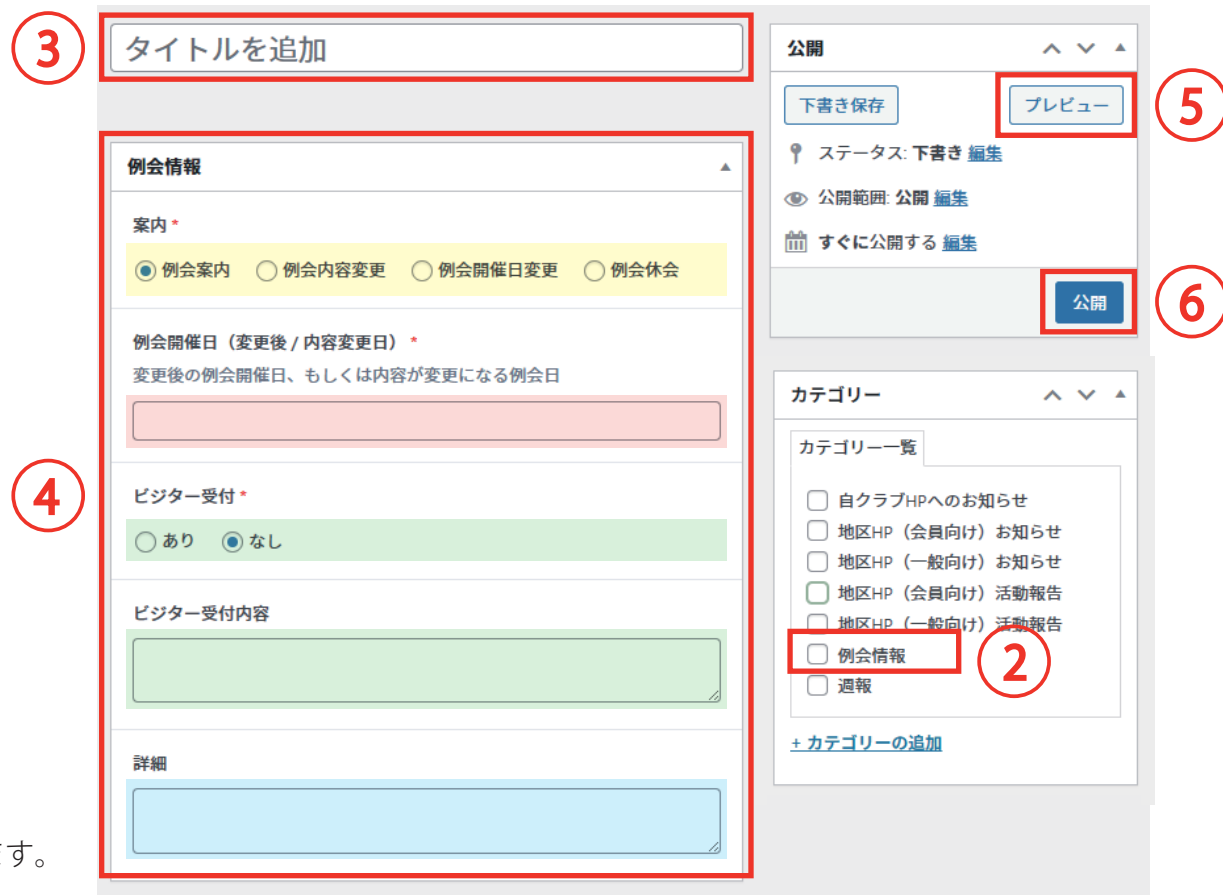 ③
タイトルを追加
例会情報
案内 *
例会案内 例会内容変更 例会開催日変更 例会休会
例会開催日（変更後 / 内容変更日） *
変更後の例会開催日、もしくは内容が変更になる例会日
④
ビジター受付 *
あり なし
ビジター受付内容
詳細
す。
公開
下書き保存 プレビュー
⑤
ステータス: 下書き 編集
公開範囲: 公開 編集
すぐに公開する 編集
公開
⑥
カテゴリー
カテゴリー一覧
自クラブHPへのお知らせ
地区HP（会員向け）お知らせ
地区HP（一般向け）お知らせ
地区HP（会員向け）活動報告
地区HP（一般向け）活動報告
例会情報
②
週報
+ カテゴリーの追加